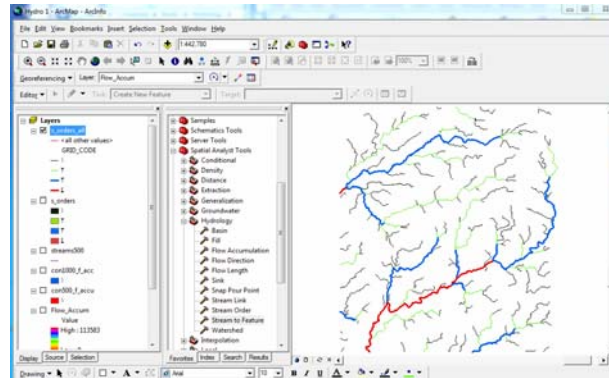 Hydro 1 - ArcMap - ArcInfo
File Edit View Bookmarks Insert Selection Tools Window Help
1:442.780
100%
Georeferencing Layer: Flow_Accum
Editor Task: Create New Feature Target:
Layers
s_orders_all
<all other values>
GRID_CODE
s_orders
streams500
con1000_f_acc
con500_f_accu
Flow_Accum
Value
High : 113583
Display Source Selection
Samples
Schematics Tools
Server Tools
Spatial Analyst Tools
Conditional
Density
Distance
Extraction
Generalization
Groundwater
Hydrology
Basin
Fill
Flow Accumulation
Flow Direction
Flow Length
Sink
Snap Pour Point
Stream Link
Stream Order
Stream to Feature
Watershed
Interpolation
Favorites Index Search Results
Drawing A Arial 10 B I U A